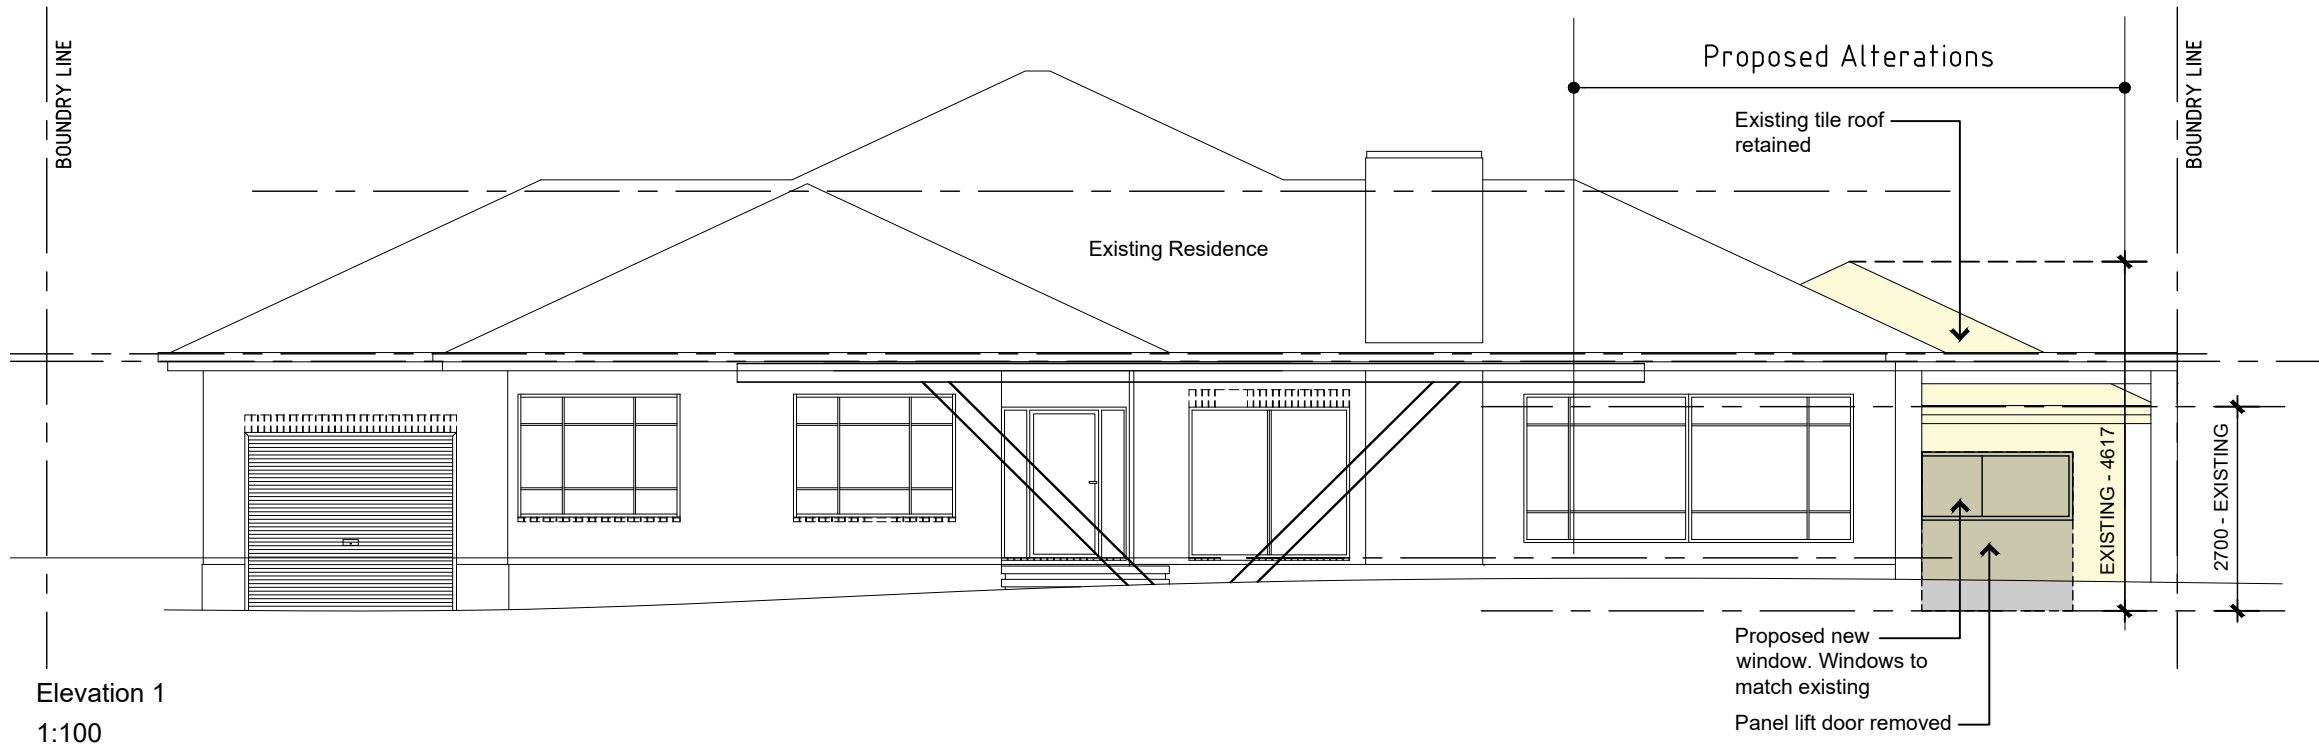 BOUNDRY LINE
Proposed Alterations
BOUNDRY LINE
Existing tile roof
retained
Existing Residence
EXISTING - 4617
2700 - EXISTING
Proposed new
window. Windows to
match existing
Panel lift door removed
Elevation 1
1:100